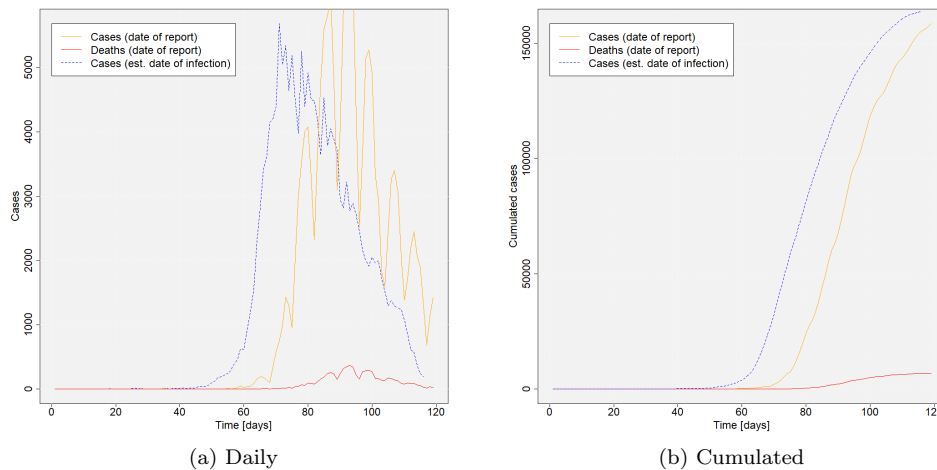 Cases (date of report)
Deaths (date of report)
Cases (est. date of infection)
Cases
5000
4000
3000
2000
1000
0
0 20 40 60 80 100 120
Time [days]
(a) Daily
Cases (date of report)
Deaths (date of report)
Cases (est. date of infection)
Cumulated cases
150000
100000
50000
0
0 20 40 60 80 100 120
Time [days]
(b) Cumulated